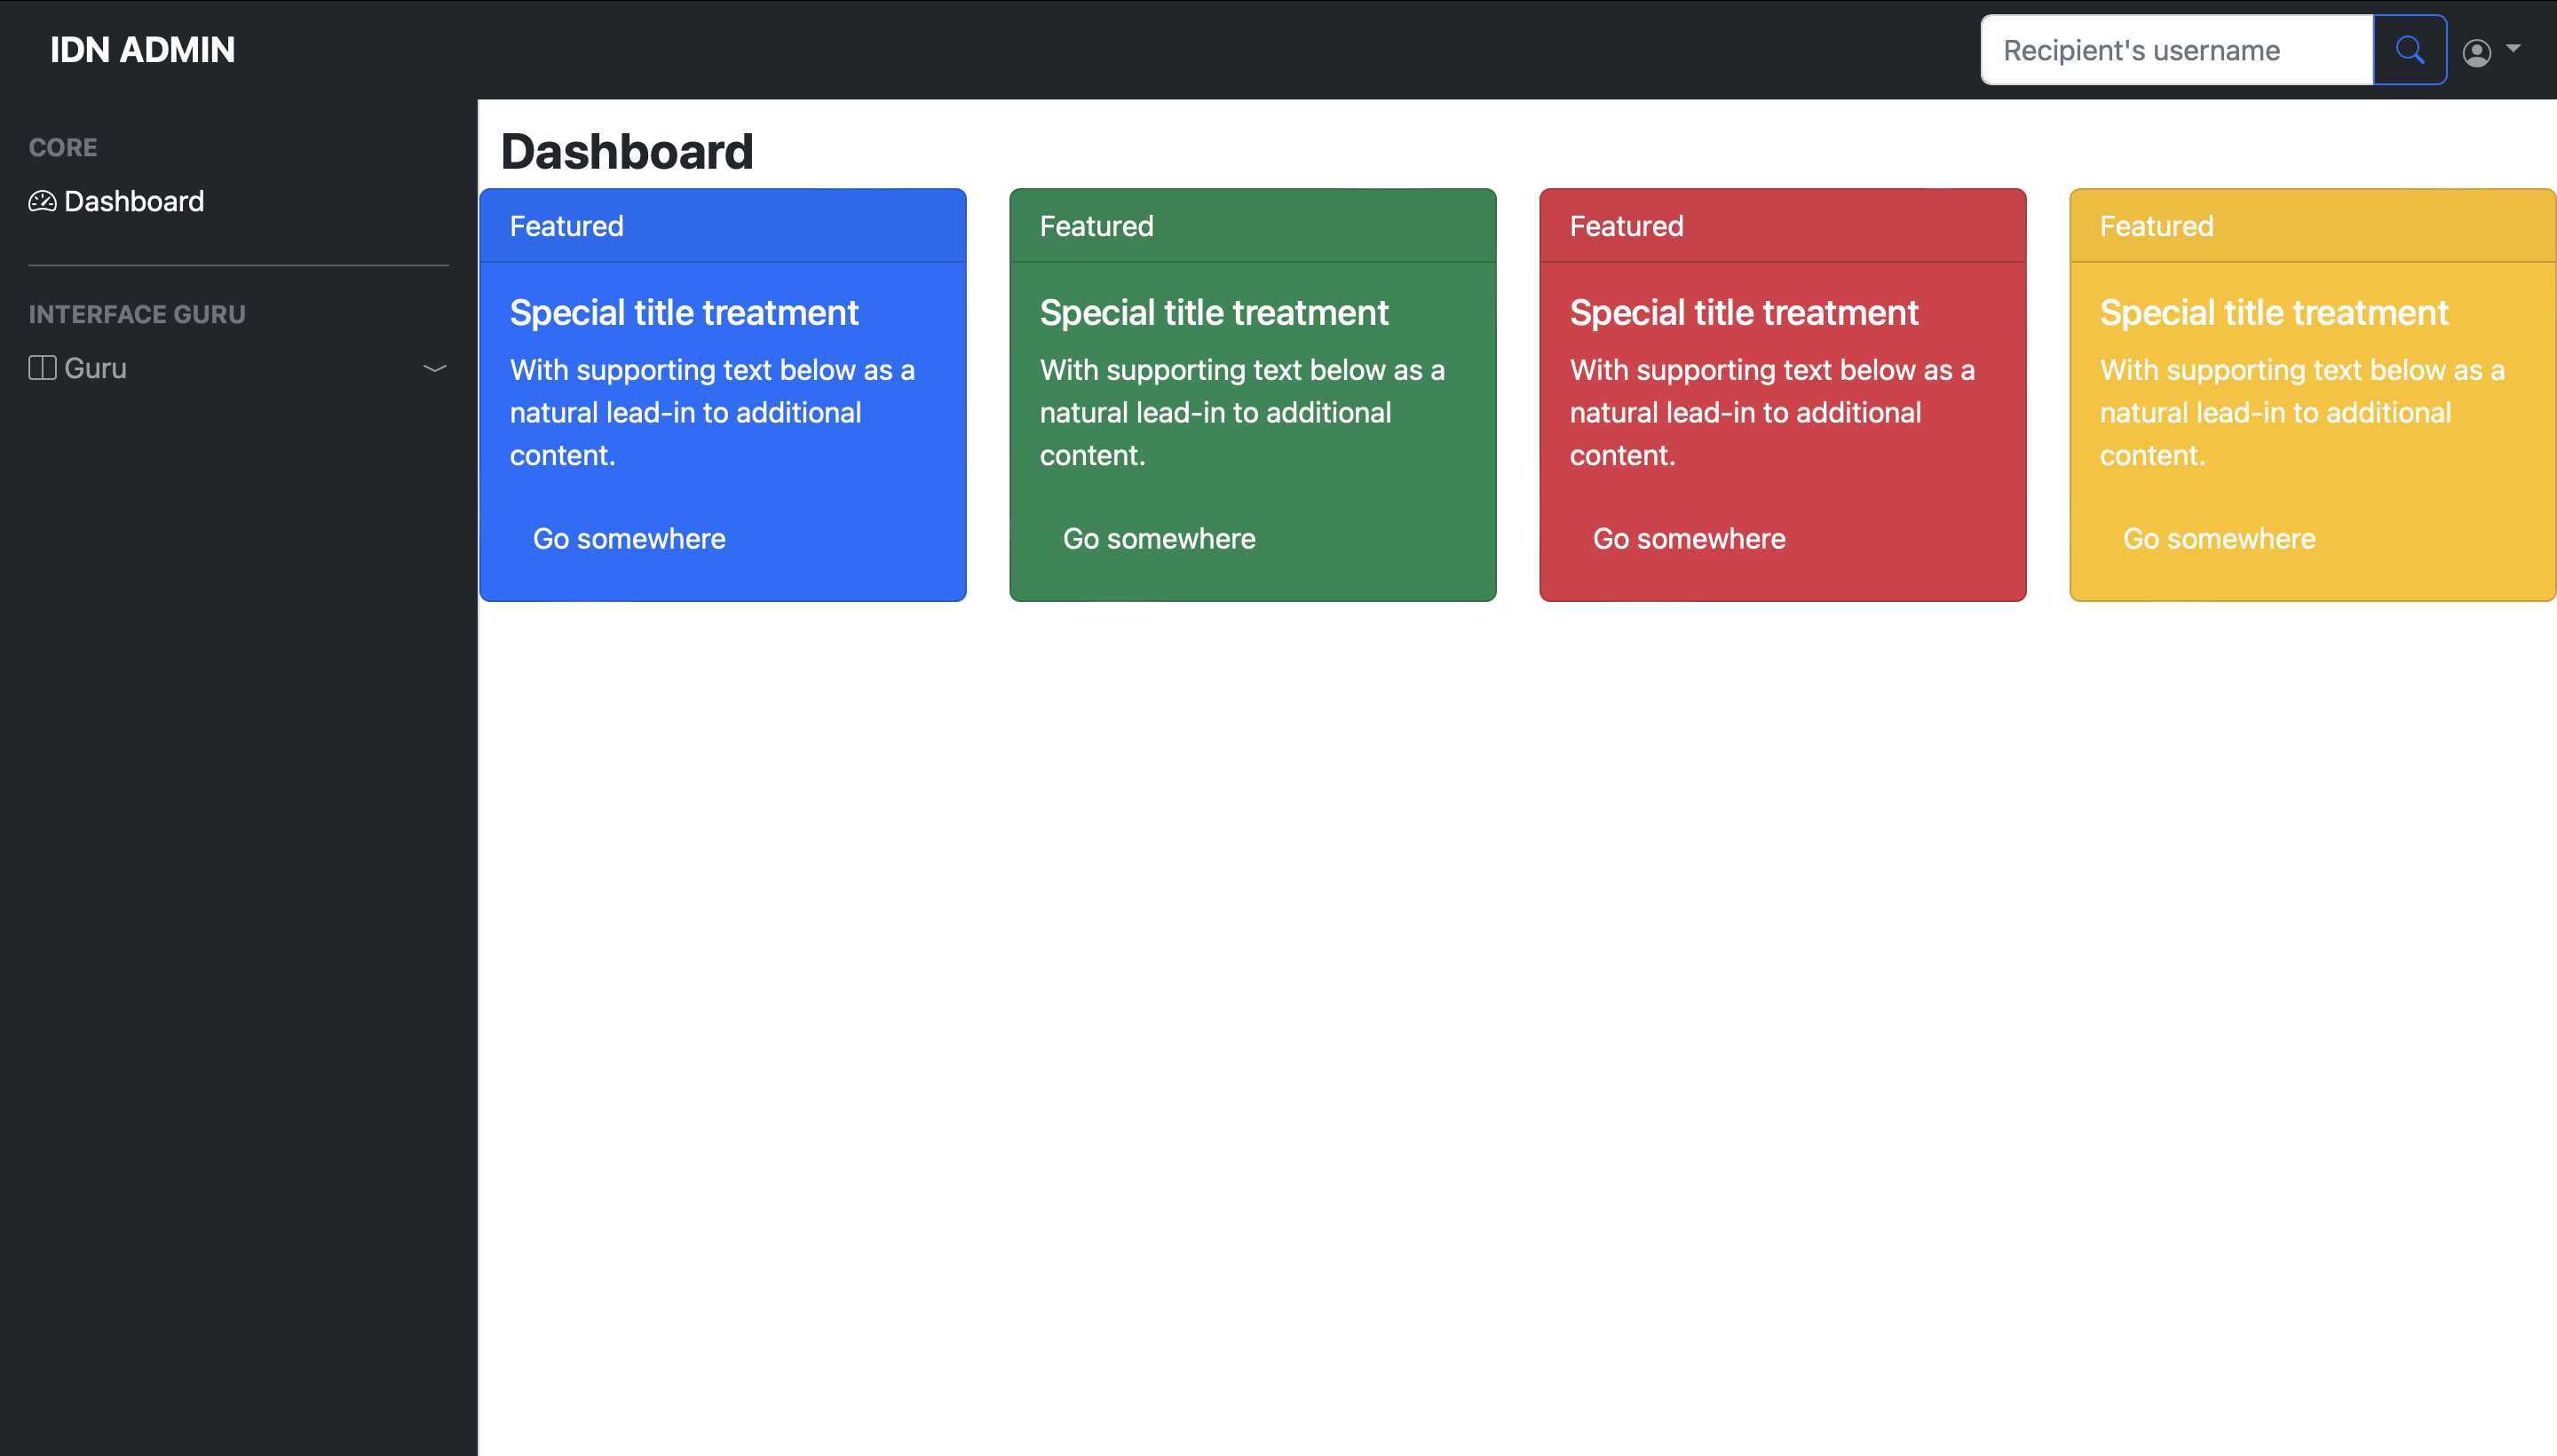 IDN ADMIN
Recipient's username
CORE
Dashboard
INTERFACE GURU
Guru
Dashboard
Featured
Special title treatment
With supporting text below as a
natural lead-in to additional
content.
Go somewhere
Featured
Special title treatment
With supporting text below as a
natural lead-in to additional
content.
Go somewhere
Featured
Special title treatment
With supporting text below as a
natural lead-in to additional
content.
Go somewhere
Featured
Special title treatment
With supporting text below as a
natural lead-in to additional
content.
Go somewhere